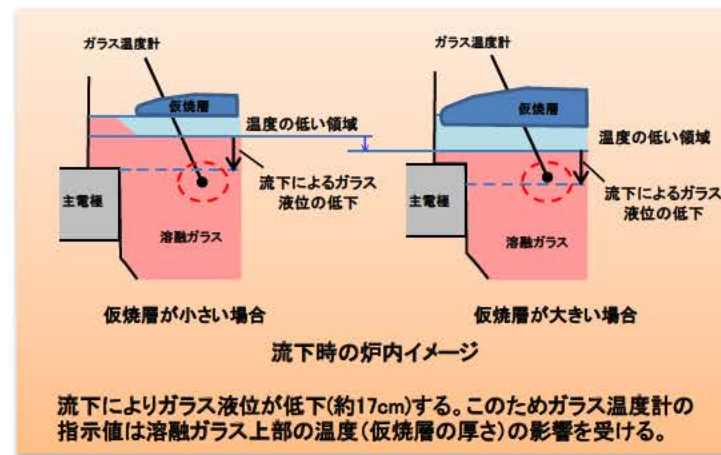 ガラス温度計
ガラス温度計
仮焼層
仮焼層
温度の低い領域
温度の低い領域
流下によるガラス
液位の低下
流下によるガラス
液位の低下
主電極
主電極
溶融ガラス
溶融ガラス
仮焼層が小さい場合
仮焼層が大きい場合
流下時の炉内イメージ
流下によりガラス液位が低下(約17cm)する。このためガラス温度計の
指示値は溶融ガラス上部の温度(仮焼層の厚さ)の影響を受ける。